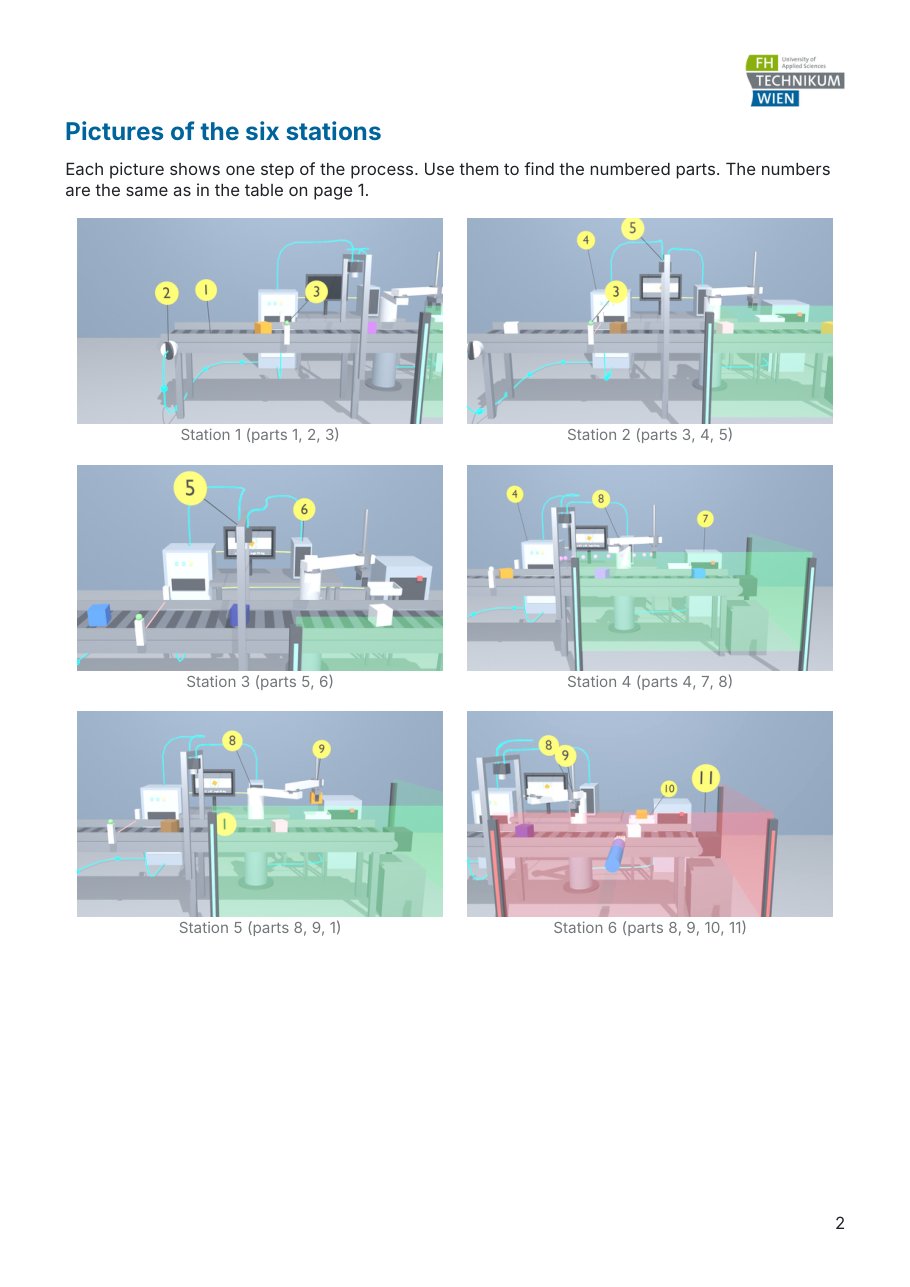 FH
University of
Applied Sciences
TECHNIKUM
WIEN
Pictures of the six stations
Each picture shows one step of the process. Use them to find the numbered parts. The numbers
are the same as in the table on page 1.
2 1 3
4 5 3
Station 1 (parts 1, 2, 3)
Station 2 (parts 3, 4, 5)
5 6
4 8 7
Station 3 (parts 5, 6)
Station 4 (parts 4, 7, 8)
8 9 1
8 9 10 11
Station 5 (parts 8, 9, 1)
Station 6 (parts 8, 9, 10, 11)
2